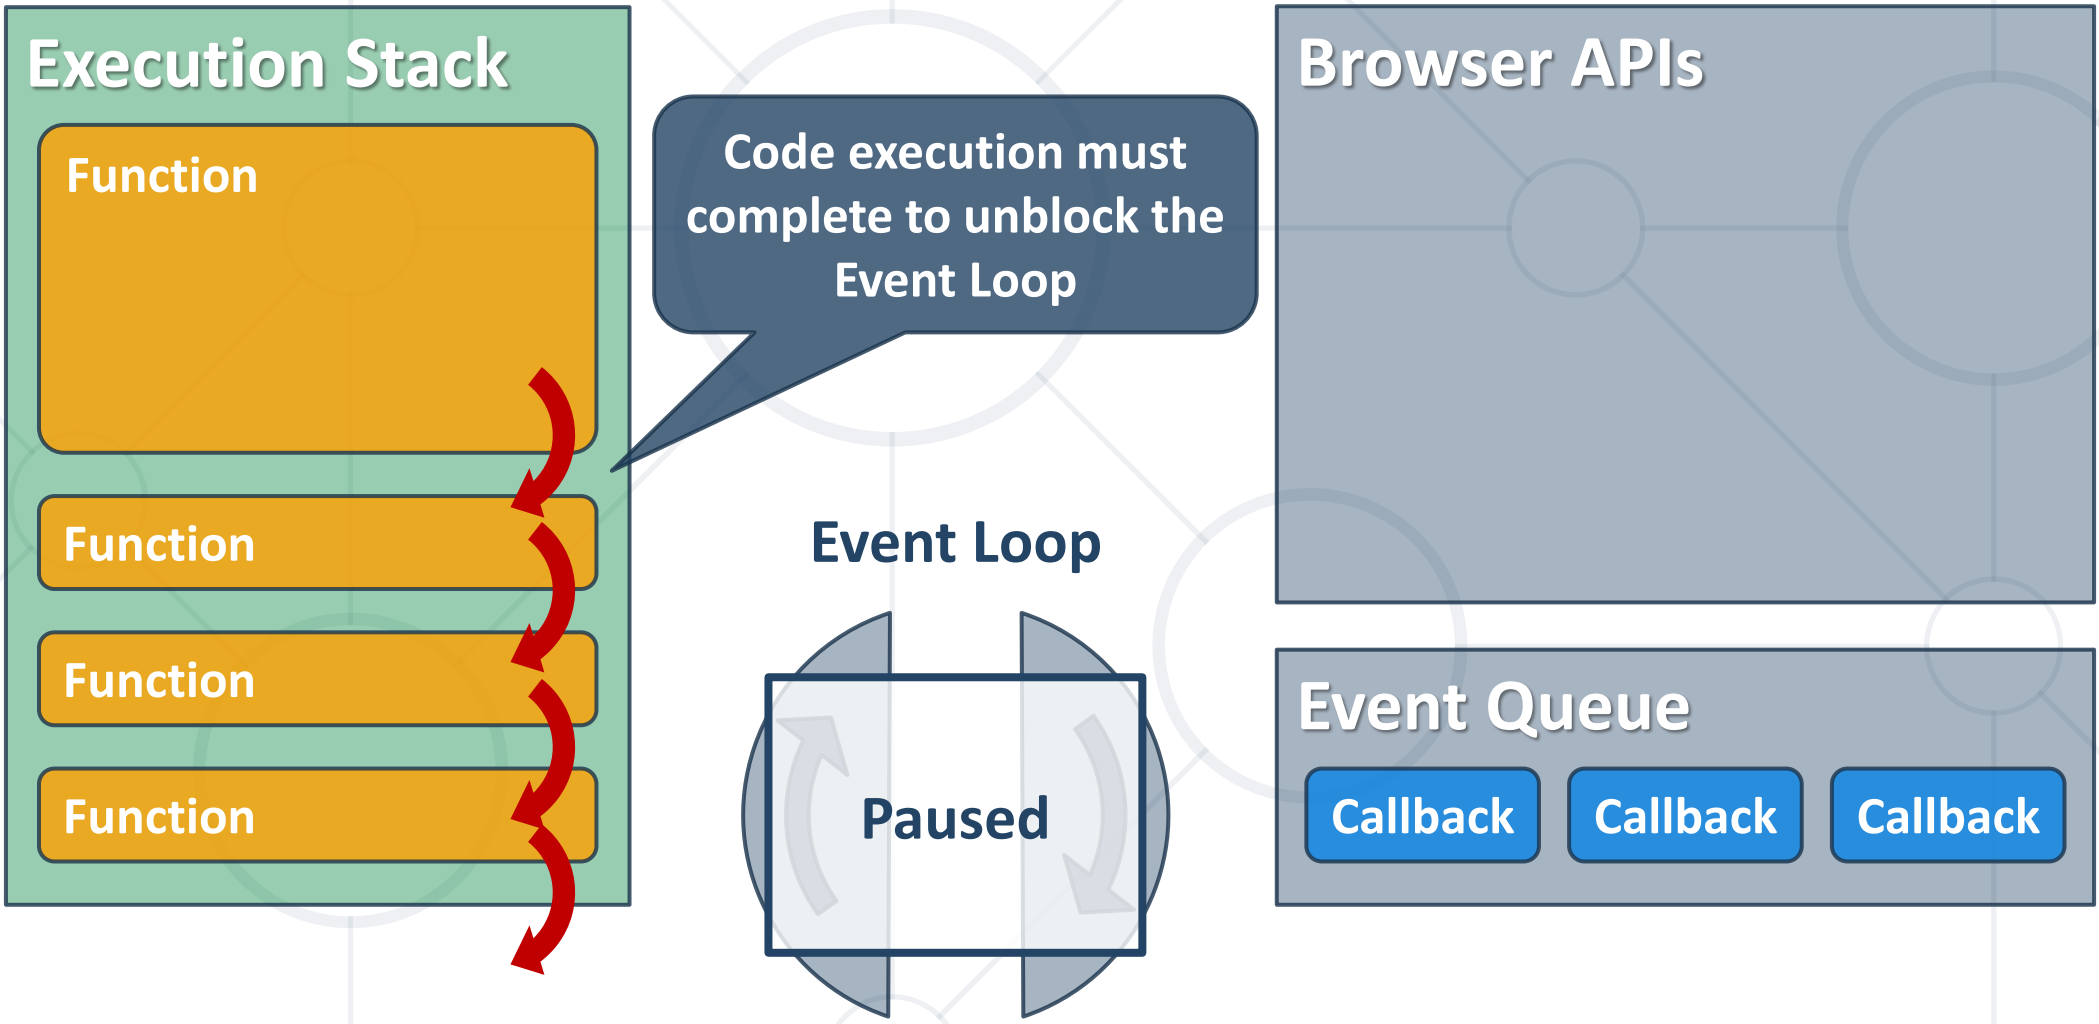 Execution Stack
Function
Function
Function
Function
Code execution must
complete to unblock the
Event Loop
Event Loop
Paused
Browser APIs
Event Queue
Callback
Callback
Callback